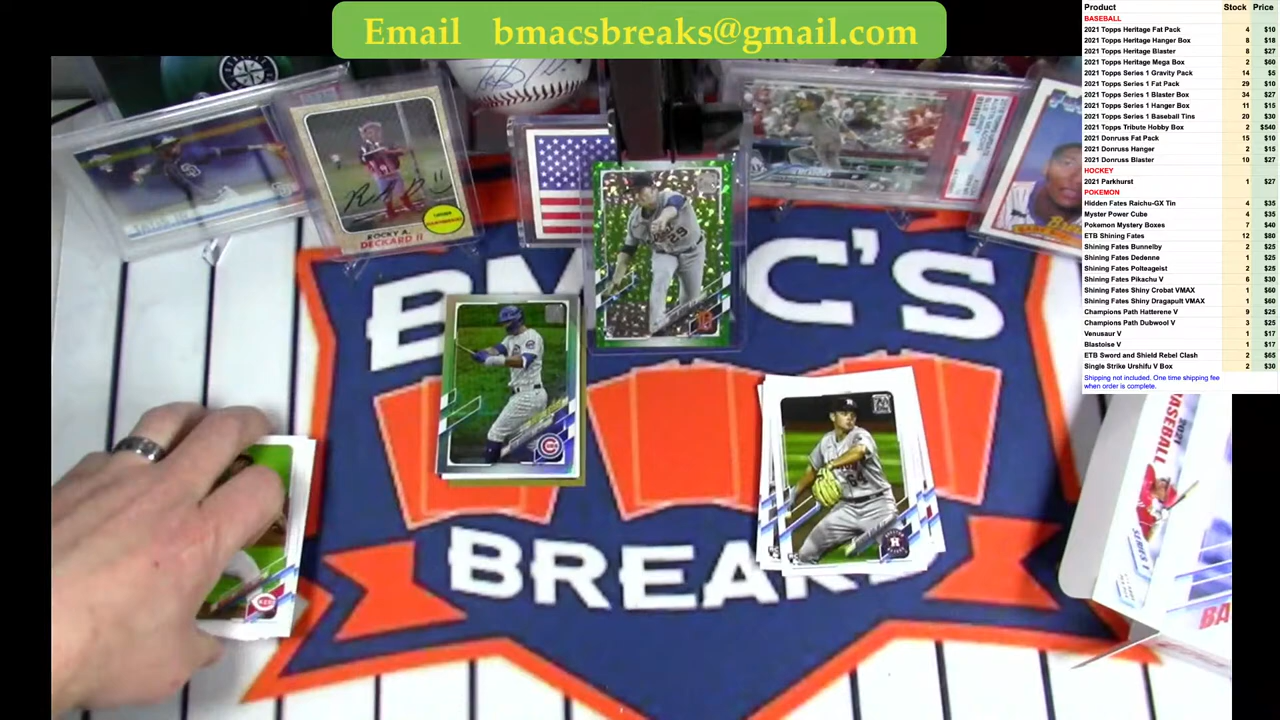 Email bmacsbreaks@gmail.com
Product Stock Price
BASEBALL
2021 Topps Heritage Fat Pack 4 $10
2021 Topps Heritage Hanger Box 8 $18
2021 Topps Heritage Blaster 8 $27
2021 Topps Heritage Mega Box 2 $60
2021 Topps Series 1 Gravity Pack 14 $5
2021 Topps Series 1 Fat Pack 29 $10
2021 Topps Series 1 Blaster Box 34 $27
2021 Topps Series 1 Hanger Box 11 $15
2021 Topps Series 1 Baseball Tins 20 $30
2021 Topps Tribute Hobby Box 2 $540
2021 Donruss Fat Pack 15 $10
2021 Donruss Hanger 2 $15
2021 Donruss Blaster 10 $27
HOCKEY
2021 Parkhurst 1 $27
POKEMON
Hidden Fates Raichu-GX Tin 4 $35
Myster Power Cube 4 $35
Pokemon Mystery Boxes 7 $40
ETB Shining Fates 12 $80
Shining Fates Bunnelby 2 $25
Shining Fates Dedenne 1 $25
Shining Fates Polteageist 2 $25
Shining Fates Pikachu V 6 $30
Shining Fates Shiny Crobat VMAX 1 $60
Shining Fates Shiny Dragapult VMAX 1 $60
Champions Path Hatterene V 9 $25
Champions Path Dubwool V 3 $25
Venusaur V 1 $17
Blastoise V 1 $17
ETB Sword and Shield Rebel Clash 2 $65
Single Strike Urshifu V Box 2 $30
Shipping not included. One time shipping fee
when order is complete.
ROCKY A.
DECKARD II
BM C'S
BREAK
2021
BASEBALL
SERIES 1
BA